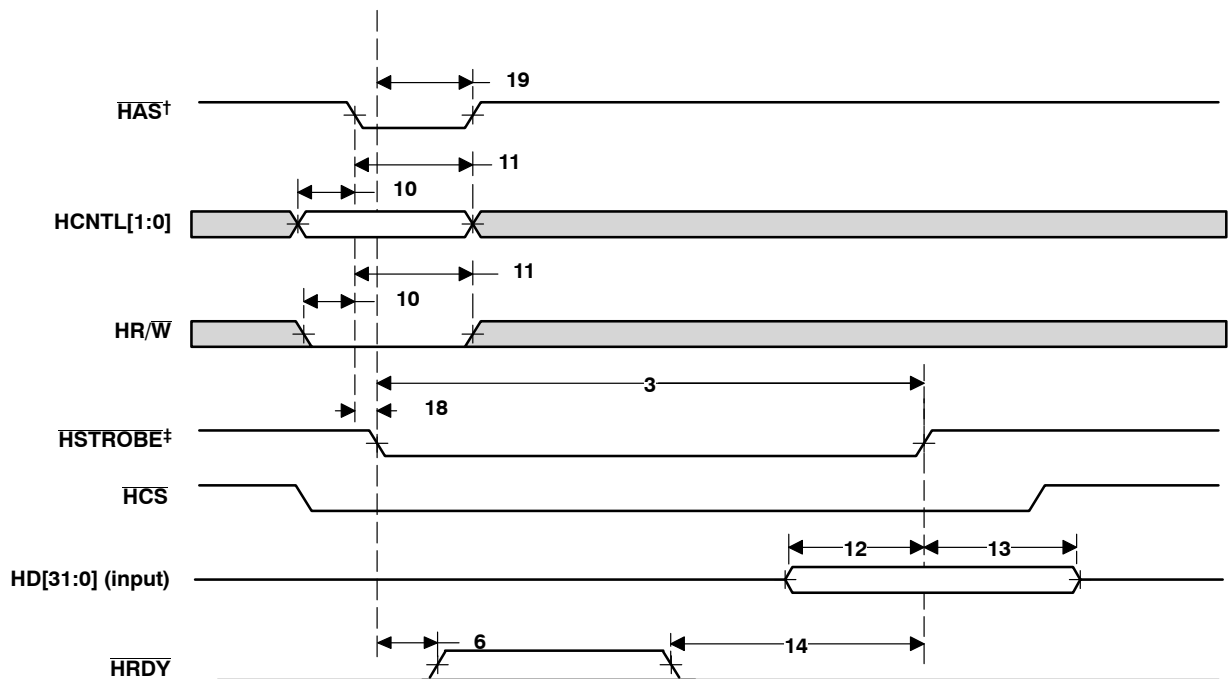 19
HAS†
11
10
HCNTL[1:0]
11
10
HR/W
3
18
HSTROBE‡
HCS
12
13
HD[31:0] (input)
6
14
HRDY